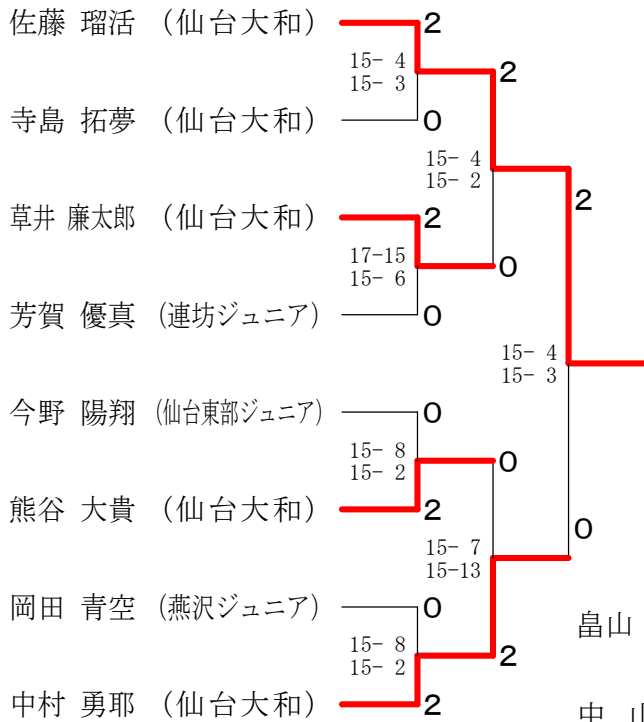 佐藤 瑠活 (仙台大和)
2
15- 4
15- 3
2
寺島 拓夢 (仙台大和)
0
15- 4
15- 2
2
草井 廉太郎 (仙台大和)
2
17-15
15- 6
0
芳賀 優真 (連坊ジュニア)
0
15- 4
15- 3
今野 陽翔 (仙台東部ジュニア)
0
15- 8
15- 2
0
熊谷 大貴 (仙台大和)
2
15- 7
15-13
0
岡田 青空 (燕沢ジュニア)
0
15- 8
15- 2
2
畠山
中村 勇耶 (仙台大和)
2
中 山